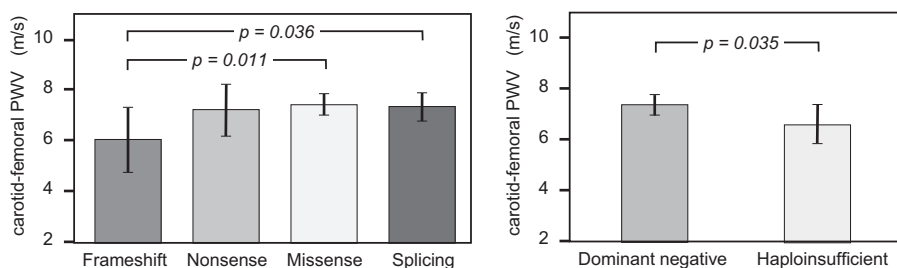 carotid-femoral PWV (m/s)
10
8
6
4
2
p = 0.036
p = 0.011
Frameshift Nonsense Missense Splicing
carotid-femoral PWV (m/s)
10
8
6
4
2
p = 0.035
Dominant negative Haploinsufficient